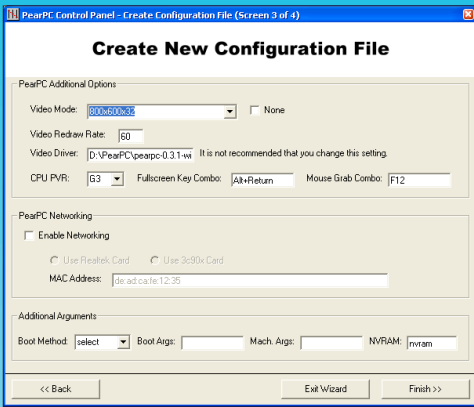 PearPC Control Panel - Create Configuration File (Screen 3 of 4)
Create New Configuration File
PearPC Additional Options
Video Mode: 800x600x32 None
Video Redraw Rate: 60
Video Driver: D:\PearPC\pearpc-0.3.1-wi It is not recommended that you change this setting.
CPU PVR: G3 Fullscreen Key Combo: Alt+Return Mouse Grab Combo: F12
PearPC Networking
Enable Networking
Use Realtek Card Use 3c90x Card
MAC Address: de:ad:ca:fe:12:35
Additional Arguments
Boot Method: select Boot Args: Mach. Args: NVRAM: nvram
<< Back Exit Wizard Finish >>